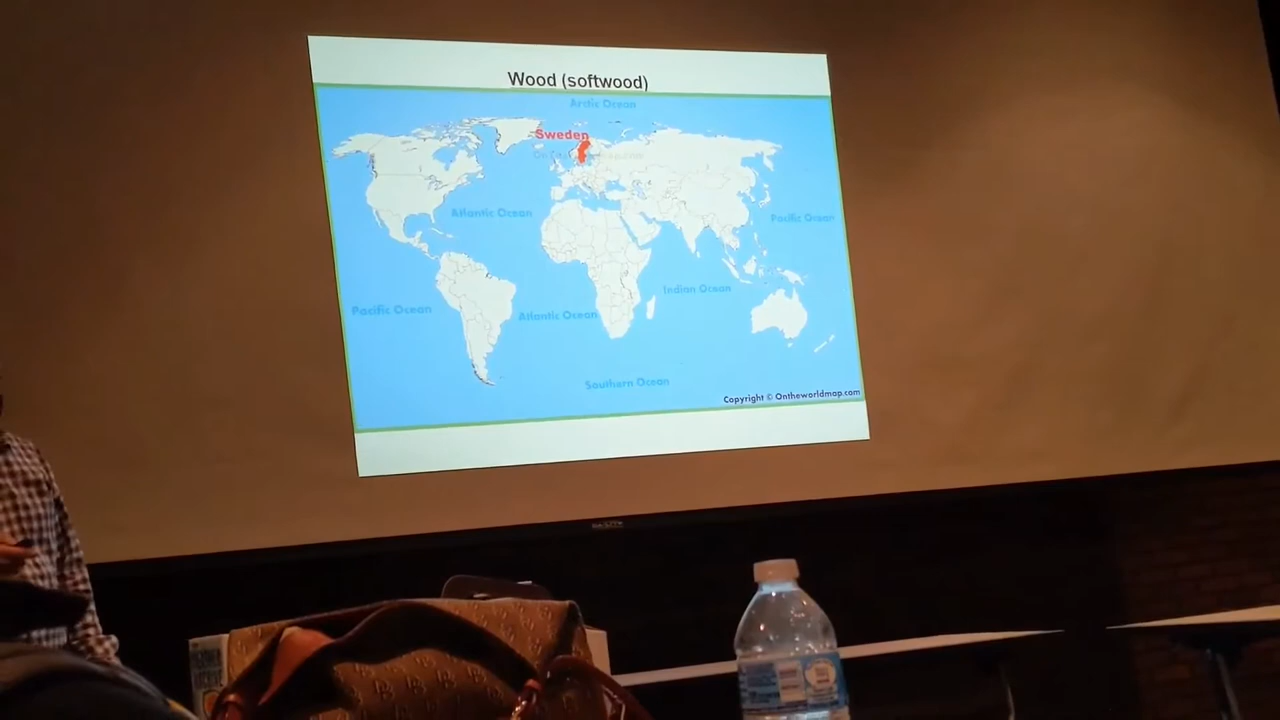 Wood (softwood)
Arctic Ocean
Sweden
Atlantic Ocean
Pacific Ocean
Indian Ocean
Pacific Ocean
Atlantic Ocean
Southern Ocean
Copyright © Ontheworldmap.com